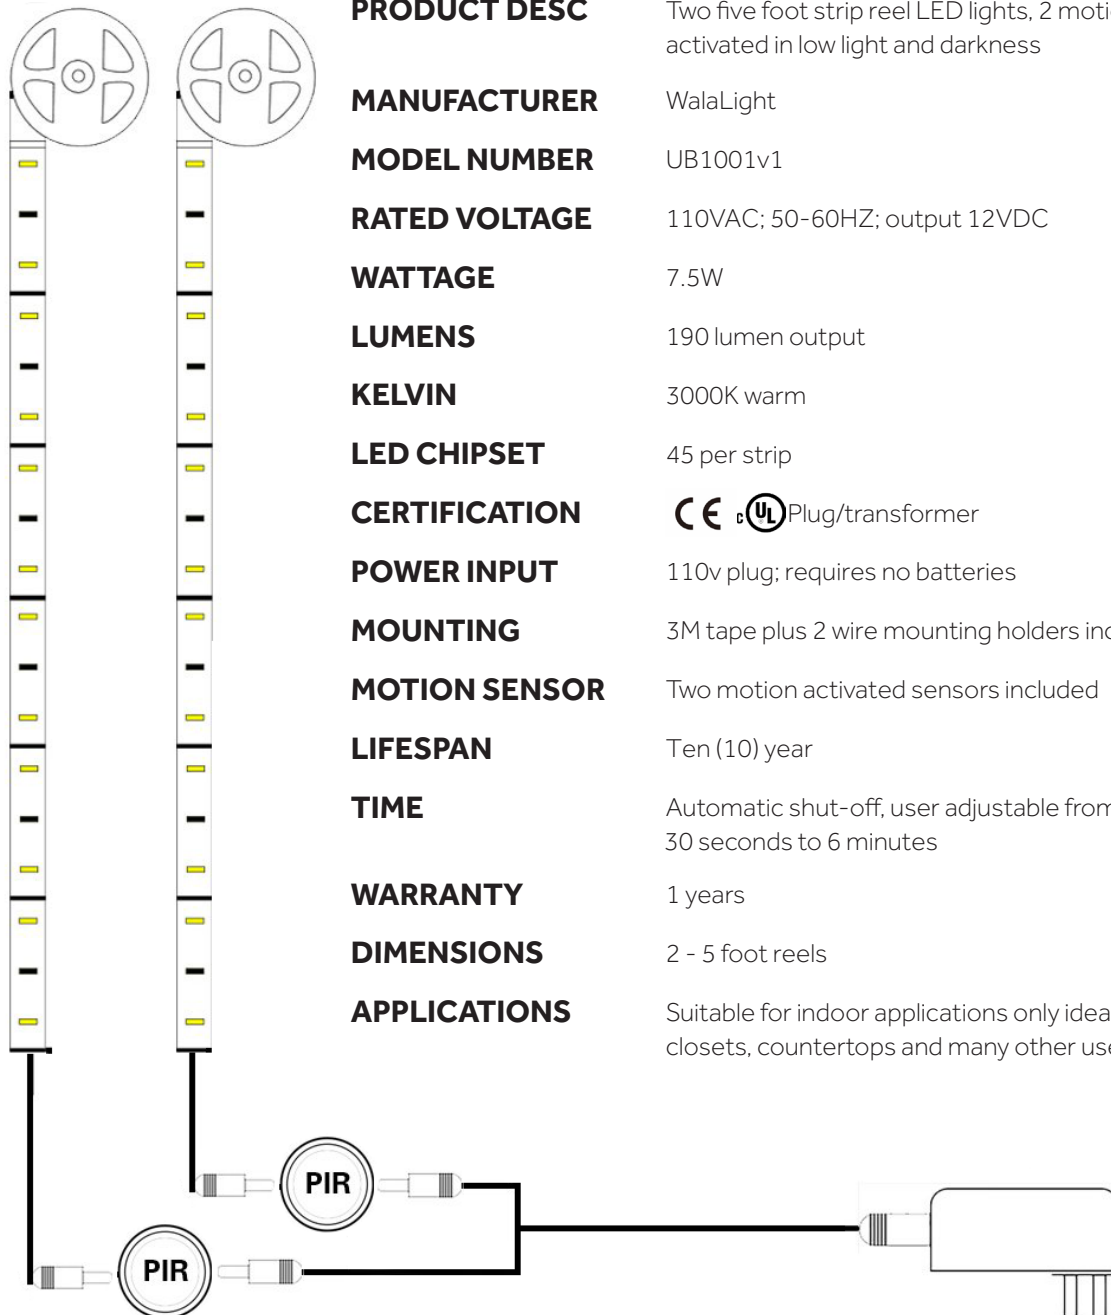 PRODUCT DESC Two five foot strip reel LED lights, 2
activated in low light and darkness
MANUFACTURER WalaLight
MODEL NUMBER UB1001v1
RATED VOLTAGE 110VAC; 50-60HZ; output 12VDC
WATTAGE 7.5W
LUMENS 190 lumen output
KELVIN 3000K warm
LED CHIPSET 45 per strip
CERTIFICATION CE c UL Plug/transformer
POWER INPUT 110v plug; requires no batteries
MOUNTING 3M tape plus 2 wire mounting holders
MOTION SENSOR Two motion activated sensors included
LIFESPAN Ten (10) year
TIME Automatic shut-off, user adjustable from
30 seconds to 6 minutes
WARRANTY 1 years
DIMENSIONS 2 - 5 foot reels
APPLICATIONS Suitable for indoor applications only
closets, countertops and many other
PIR
PIR